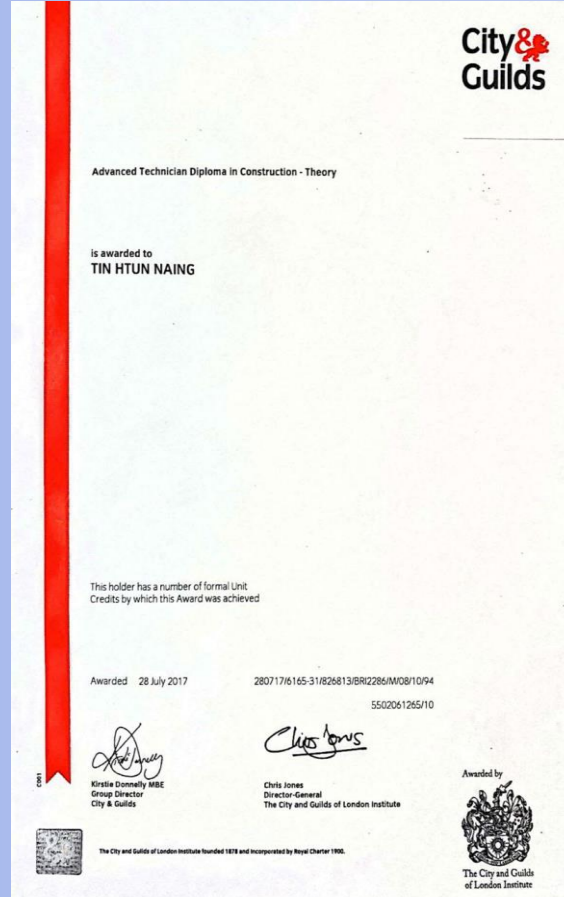 City&
Guilds
Advanced Technician Diploma in Construction - Theory
is awarded to
TIN HTUN NAING
This holder has a number of formal Unit
Credits by which this Award was achieved
Awarded 28 July 2017
280717/6165-31/826813/BRI2286/M/08/10/94
5502061265/10
Chris Jones
Kirstie Donnelly MBE
Group Director
City & Guilds
Chris Jones
Director-General
The City and Guilds of London Institute
C061
The City and Guilds of London Institute founded 1878 and incorporated by Royal Charter 1900.
Awarded by
The City and Guilds
of London Institute